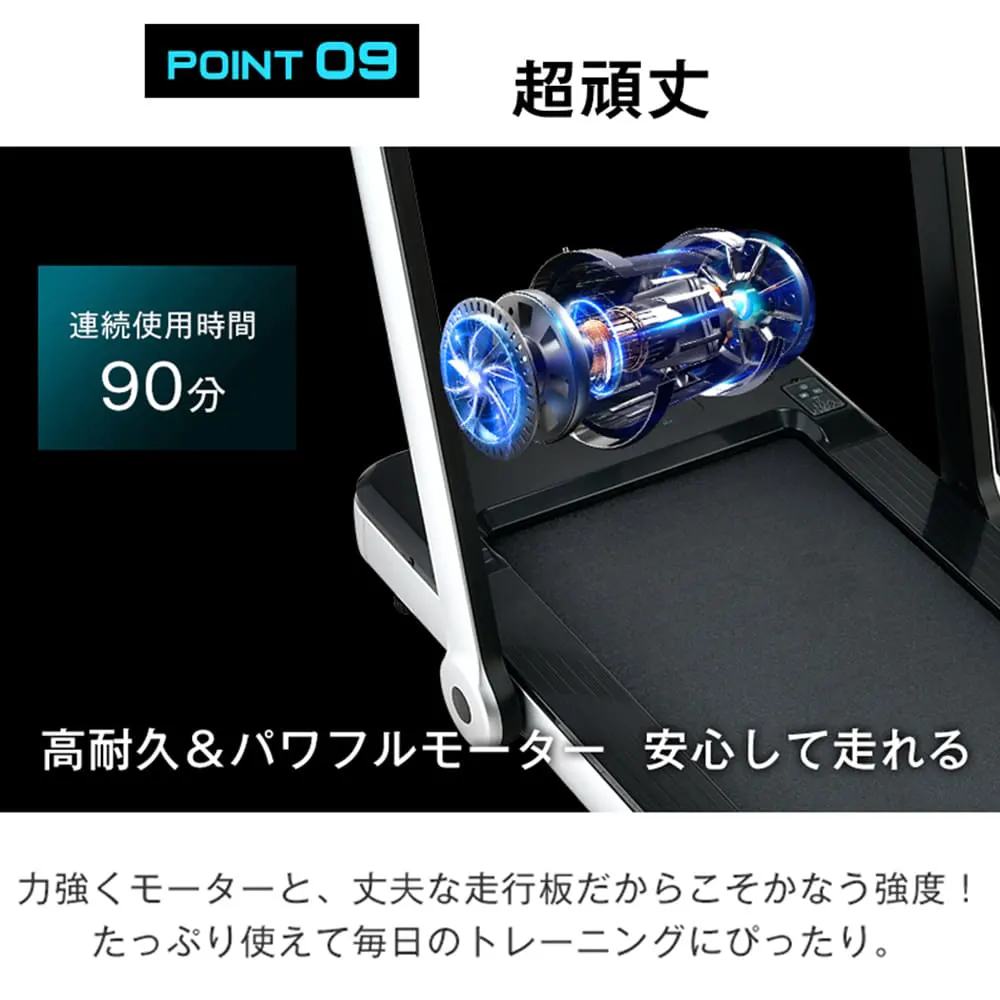 POINT 09
超頑丈
連続使用時間
90分
高耐久&パワフルモーター 安心して走れる
力強くモーターと、丈夫な走行板だからこそかなう強度！
たっぷり使えて毎日のトレーニングにぴったり。